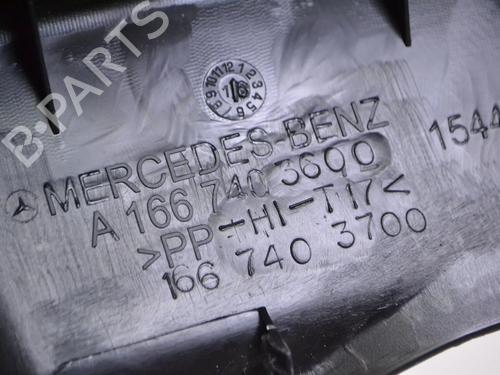 B-PARTS
MERCEDES-BENZ
A 166 740 3600
>PP-HI-T17<
166 740 3700
1544